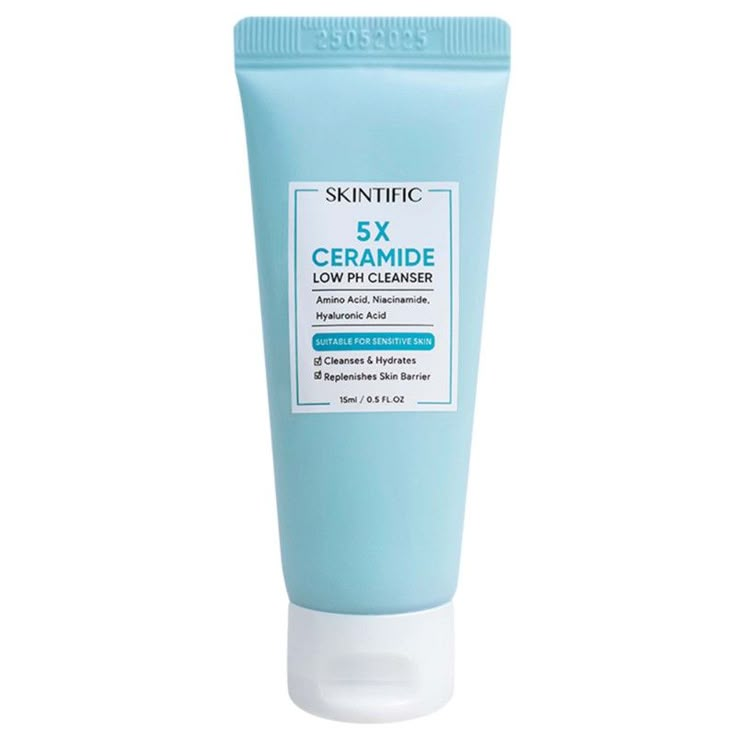 25052025
SKINTIFIC
5X
CERAMIDE
LOW PH CLEANSER
Amino Acid, Niacinamide,
Hyaluronic Acid
SUITABLE FOR SENSITIVE SKIN
Cleanses & Hydrates
Replenishes Skin Barrier
15ml / 0.5 FL.OZ